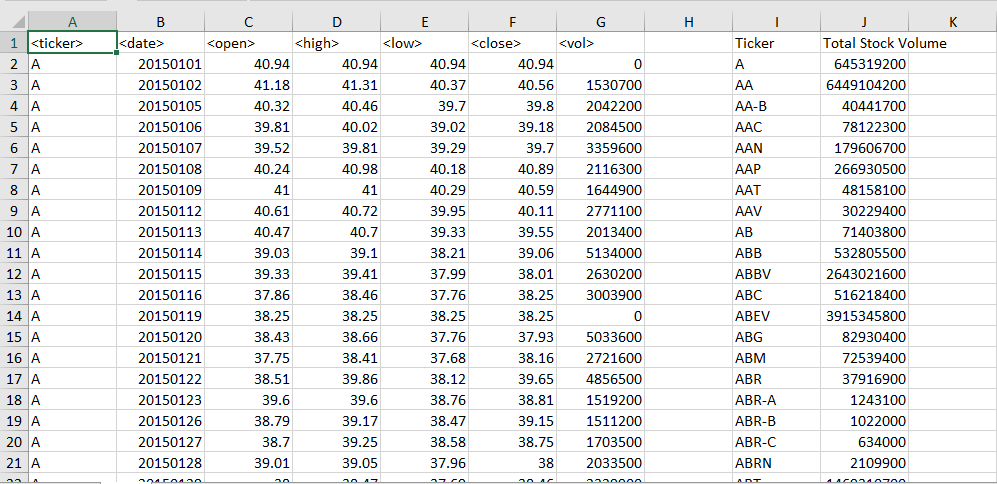 A B C D E F G H I J K
1 <ticker> <date> <open> <high> <low> <close> <vol> Ticker Total Stock Volume
2 A 20150101 40.94 40.94 40.94 40.94 0 A 645319200
3 A 20150102 41.18 41.31 40.37 40.56 1530700 AA 6449104200
4 A 20150105 40.32 40.46 39.7 39.8 2042200 AA-B 40441700
5 A 20150106 39.81 40.02 39.02 39.18 2084500 AAC 78122300
6 A 20150107 39.52 39.81 39.29 39.7 3359600 AAN 179606700
7 A 20150108 40.24 40.98 40.18 40.89 2116300 AAP 266930500
8 A 20150109 41 41 40.29 40.59 1644900 AAT 48158100
9 A 20150112 40.61 40.72 39.95 40.11 2771100 AAV 30229400
10 A 20150113 40.47 40.7 39.33 39.55 2013400 AB 71403800
11 A 20150114 39.03 39.1 38.21 39.06 5134000 ABB 532805500
12 A 20150115 39.33 39.41 37.99 38.01 2630200 ABBV 2643021600
13 A 20150116 37.86 38.46 37.76 38.25 3003900 ABC 516218400
14 A 20150119 38.25 38.25 38.25 38.25 0 ABEV 3915345800
15 A 20150120 38.43 38.66 37.76 37.93 5033600 ABG 82930400
16 A 20150121 37.75 38.41 37.68 38.16 2721600 ABM 72539400
17 A 20150122 38.51 39.86 38.12 39.65 4856500 ABR 37916900
18 A 20150123 39.6 39.6 38.76 38.81 1519200 ABR-A 1243100
19 A 20150126 38.79 39.17 38.47 39.15 1511200 ABR-B 1022000
20 A 20150127 38.7 39.25 38.58 38.75 1703500 ABR-C 634000
21 A 20150128 39.01 39.05 37.96 38 2033500 ABRN 2109900